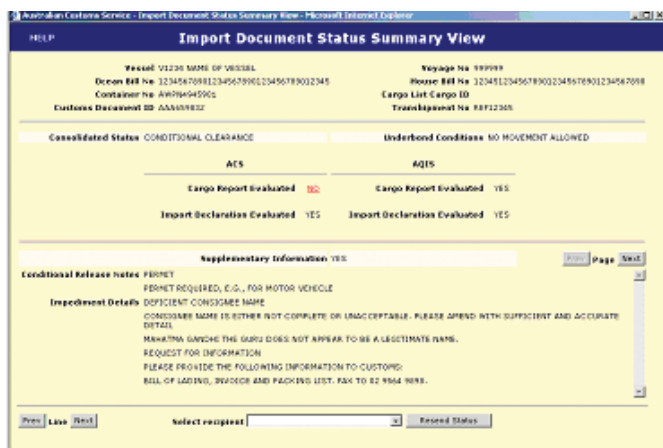 Australian Customs Service - Import Document Status Summary View - Microsoft Internet Explorer
HELP Import Document Status Summary View
Vessel V1234 NAME OF VESSEL Voyage No 999999
Ocean Bill No 12345678901234567890123456789012345 House Bill No
Container No Cargo List Cargo ID
Customs Document ID Transhipment No
Consolidated Status CONDITIONAL CLEARANCE Underbond Conditions NO MOVEMENT ALLOWED
ACS AQIS
Cargo Report Evaluated NO Cargo Report Evaluated YES
Import Declaration Evaluated YES Import Declaration Evaluated YES
Supplementary Information YES Prev Page Next
Conditional Release Notes PERMIT
PERMIT REQUIRED, E.G., FOR MOTOR VEHICLE
Impediment Details DEFICIENT CONSIGNEE NAME
CONSIGNEE NAME IS EITHER NOT COMPLETE OR UNACCEPTABLE. PLEASE AMEND WITH SUFFICIENT AND ACCURATE
DETAIL
MAHATMA GANDHI THE GURU DOES NOT APPEAR TO BE A LEGITIMATE NAME.
REQUEST FOR INFORMATION
PLEASE PROVIDE THE FOLLOWING INFORMATION TO CUSTOMS:
BILL OF LADING, INVOICE AND PACKING LIST. FAX TO 02 9564 9898.
Prev Line Next Select recipient Resend Status